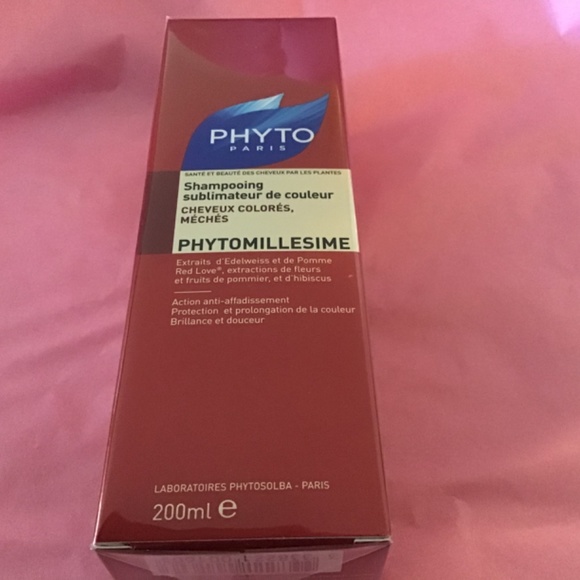 PHYTO
PARIS
SANTÉ ET BEAUTÉ DES CHEVEUX PAR LES PLANTES
Shampooing
sublimateur de couleur
CHEVEUX COLORÉS,
MÉCHÉS
PHYTOMILLESIME
Extraits d'Edelweiss et de Pomme
Red Love®, extractions de fleurs
et fruits de pommier, et d'hibiscus
Action anti-affadissement
Protection et prolongation de la couleur
Brillance et douceur
LABORATOIRES PHYTOSOLBA - PARIS
200ml e